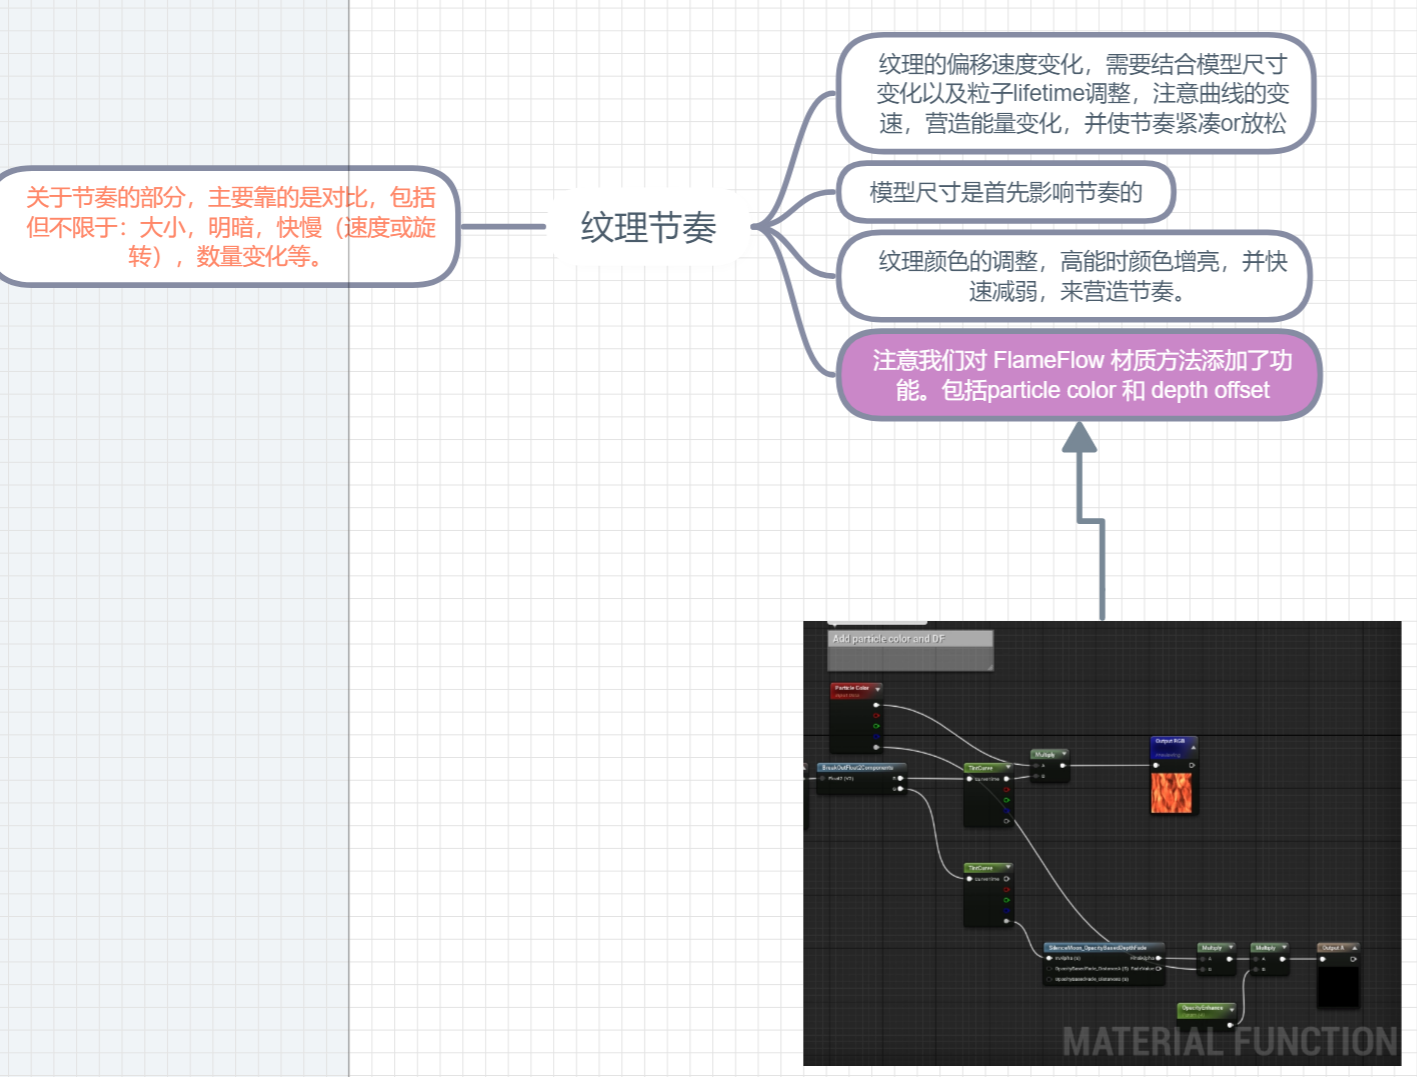 纹理的偏移速度变化，需要结合模型尺寸
变化以及粒子lifetime调整，注意曲线的变
速，营造能量变化，并使节奏紧凑or放松
模型尺寸是首先影响节奏的
关于节奏的部分，主要靠的是对比，包括
但不限于：大小，明暗，快慢（速度或旋
转），数量变化等。
纹理节奏
纹理颜色的调整，高能时颜色增亮，并快
速减弱，来营造节奏。
注意我们对 FlameFlow 材质方法添加了功
能。包括particle color 和 depth offset
Add particle color and DF
Particle Color
Output RGB
Multiply
A
B
BreakOutFloat2Components
Float2 (V2)
TintCurve
CurveTime
TintCurve
CurveTime
SilenceMoon_OpacityBasedDepthFade
Multiply
A
B
Multiply
A
B
Output A
OpacityEnhance
MATERIAL FUNCTION